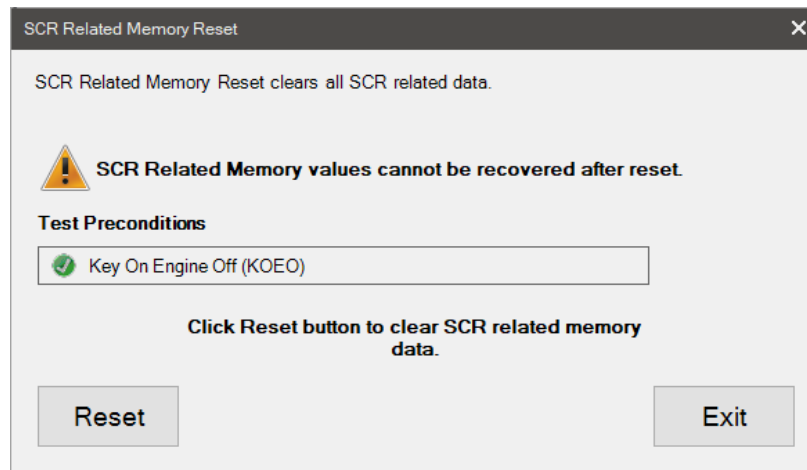 SCR Related Memory Reset
SCR Related Memory Reset clears all SCR related data.
SCR Related Memory values cannot be recovered after reset.
Test Preconditions
Key On Engine Off (KOEO)
Click Reset button to clear SCR related memory
data.
Reset
Exit